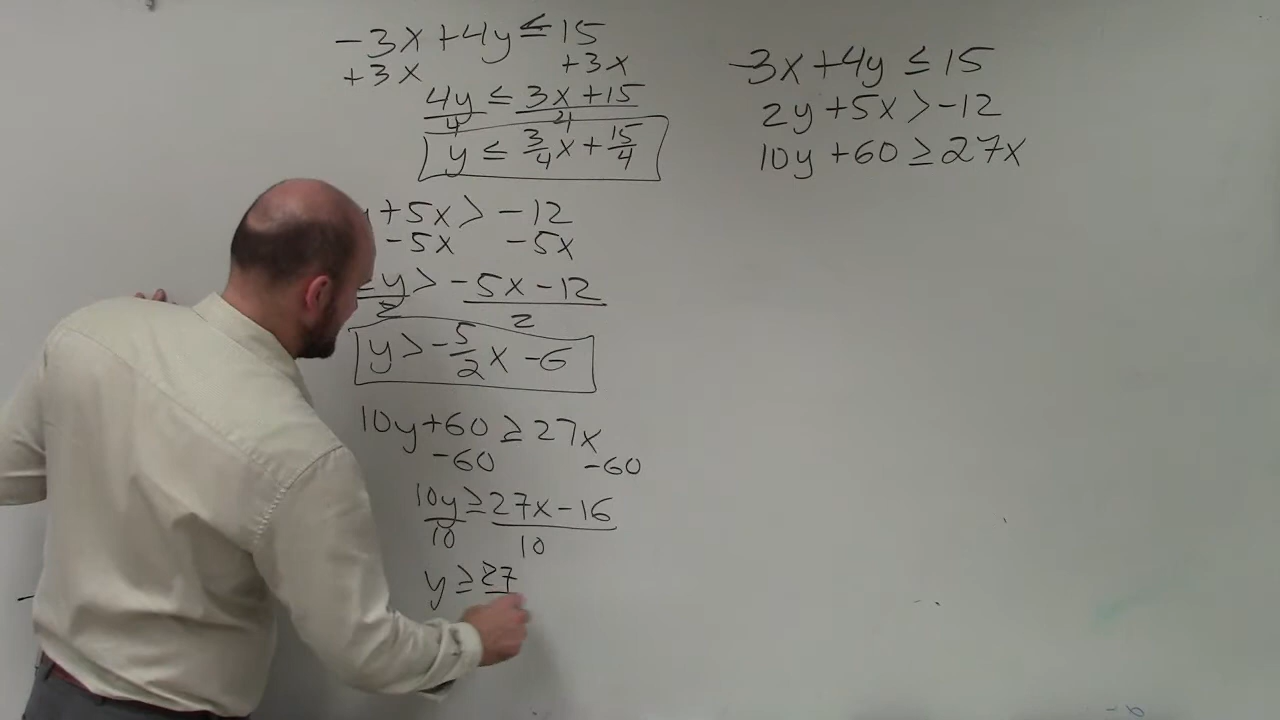 -3x+4y≤15
+3x +3x
4y ≤ 3x+15
4 4
y ≤ 3/4x+15/4
+5x> -12
-5x -5x
y> -5x-12
2 2
y>-5/2x-6
10y+60≥27x
-60 -60
10y≥27x-16
10 10
y≥27
-3x+4y≤15
2y+5x>-12
10y+60≥27x